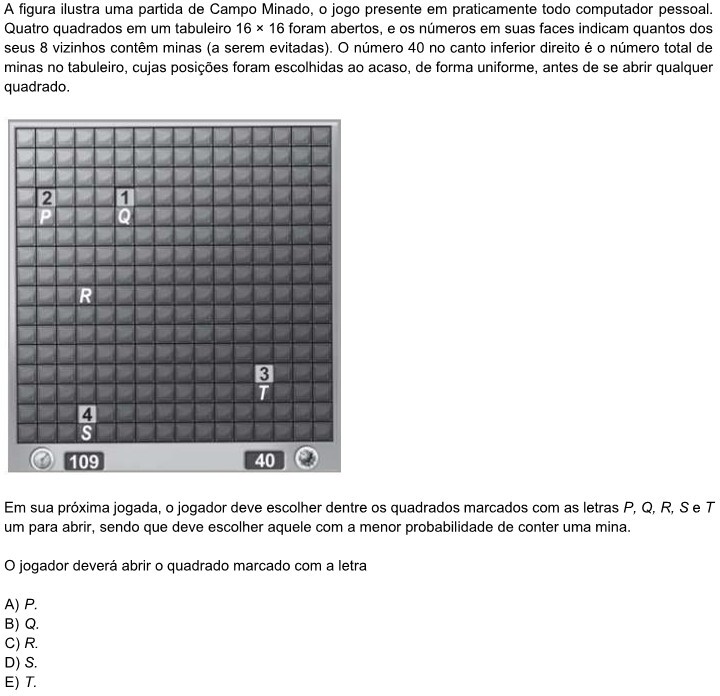 A figura ilustra uma partida de Campo Minado, o jogo presente em praticamente todo computador pessoal.
Quatro quadrados em um tabuleiro 16 × 16 foram abertos, e os números em suas faces indicam quantos dos
seus 8 vizinhos contêm minas (a serem evitadas). O número 40 no canto inferior direito é o número total de
minas no tabuleiro, cujas posições foram escolhidas ao acaso, de forma uniforme, antes de se abrir qualquer
quadrado.
2 1
P Q
R
3
T
4
S
109 40
Em sua próxima jogada, o jogador deve escolher dentre os quadrados marcados com as letras P, Q, R, S e T
um para abrir, sendo que deve escolher aquele com a menor probabilidade de conter uma mina.
O jogador deverá abrir o quadrado marcado com a letra
A) P.
B) Q.
C) R.
D) S.
E) T.